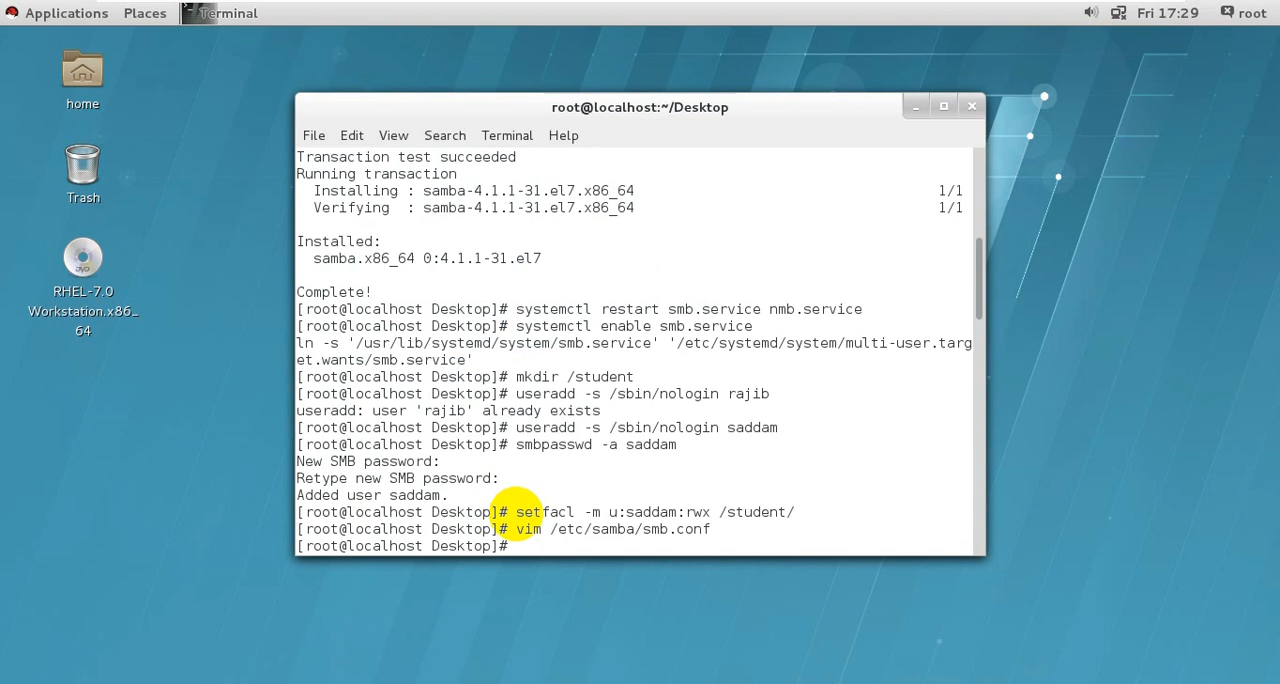 Applications Places Terminal Fri 17:29 root
home
Trash
DVD
RHEL-7.0
Workstation.x86_
64
root@localhost:~/Desktop
File Edit View Search Terminal Help
Transaction test succeeded
Running transaction
Installing : samba-4.1.1-31.el7.x86_64 1/1
Verifying : samba-4.1.1-31.el7.x86_64 1/1
Installed:
samba.x86_64 0:4.1.1-31.el7
Complete!
[root@localhost Desktop]# systemctl restart smb.service nmb.service
[root@localhost Desktop]# systemctl enable smb.service
ln -s '/usr/lib/systemd/system/smb.service' '/etc/systemd/system/multi-user.targ
et.wants/smb.service'
[root@localhost Desktop]# mkdir /student
[root@localhost Desktop]# useradd -s /sbin/nologin rajib
useradd: user 'rajib' already exists
[root@localhost Desktop]# useradd -s /sbin/nologin saddam
[root@localhost Desktop]# smbpasswd -a saddam
New SMB password:
Retype new SMB password:
Added user saddam.
[root@localhost Desktop]# setfacl -m u:saddam:rwx /student/
[root@localhost Desktop]# vim /etc/samba/smb.conf
[root@localhost Desktop]#